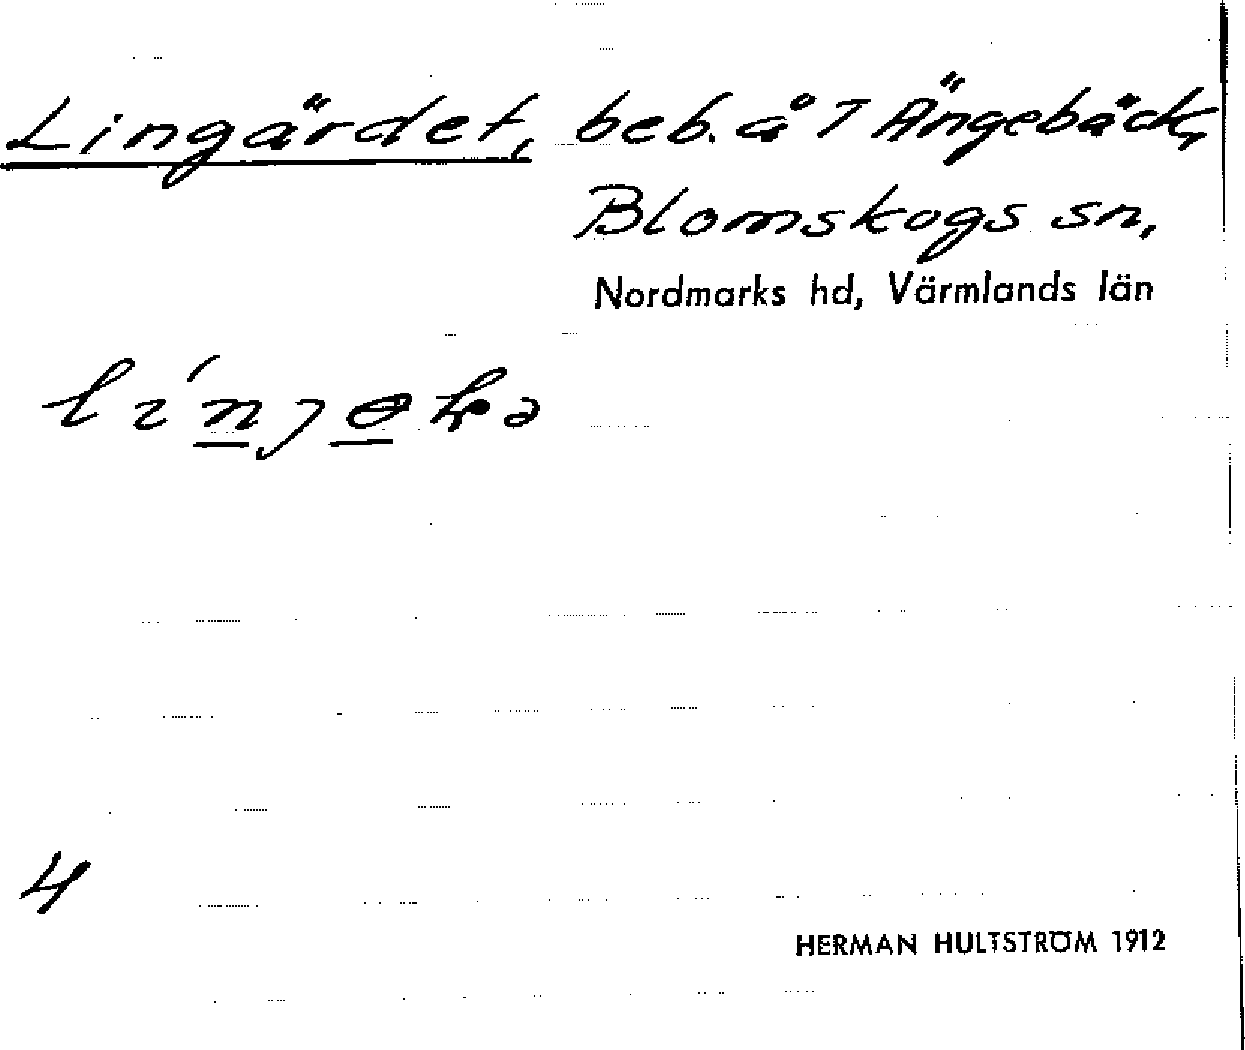 Lingärdet, beb. å 7 Ängebäck,
Blomskogs sn,
Nordmarks hd, Värmlands län
4
HERMAN HULTSTRÖM 1912